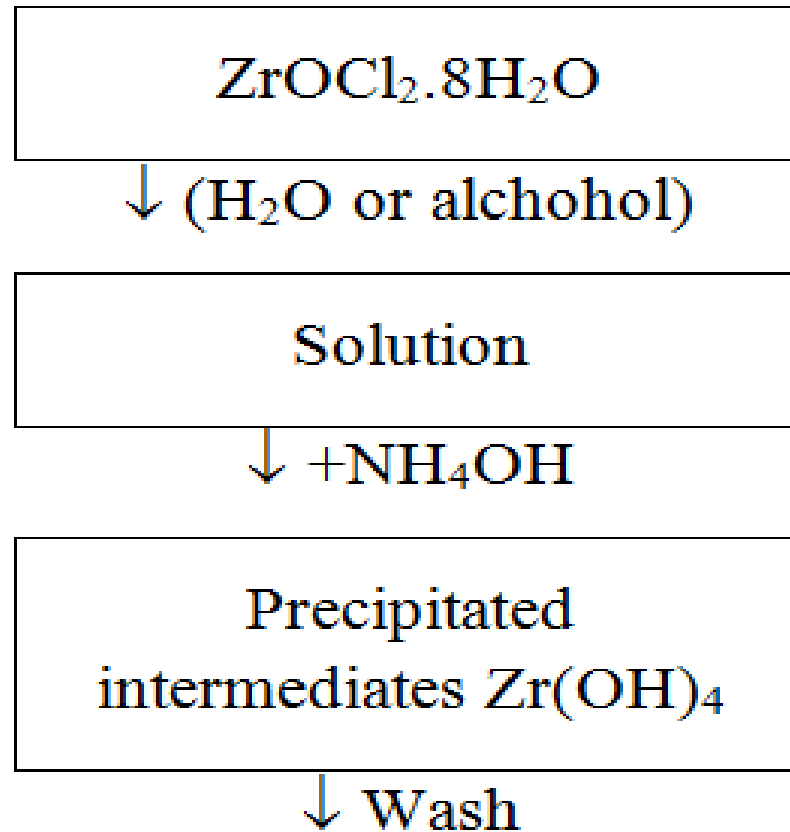 ZrOCl₂.8H₂O
↓ (H₂O or alchohol)
Solution
↓ +NH₄OH
Precipitated
intermediates Zr(OH)₄
↓ Wash